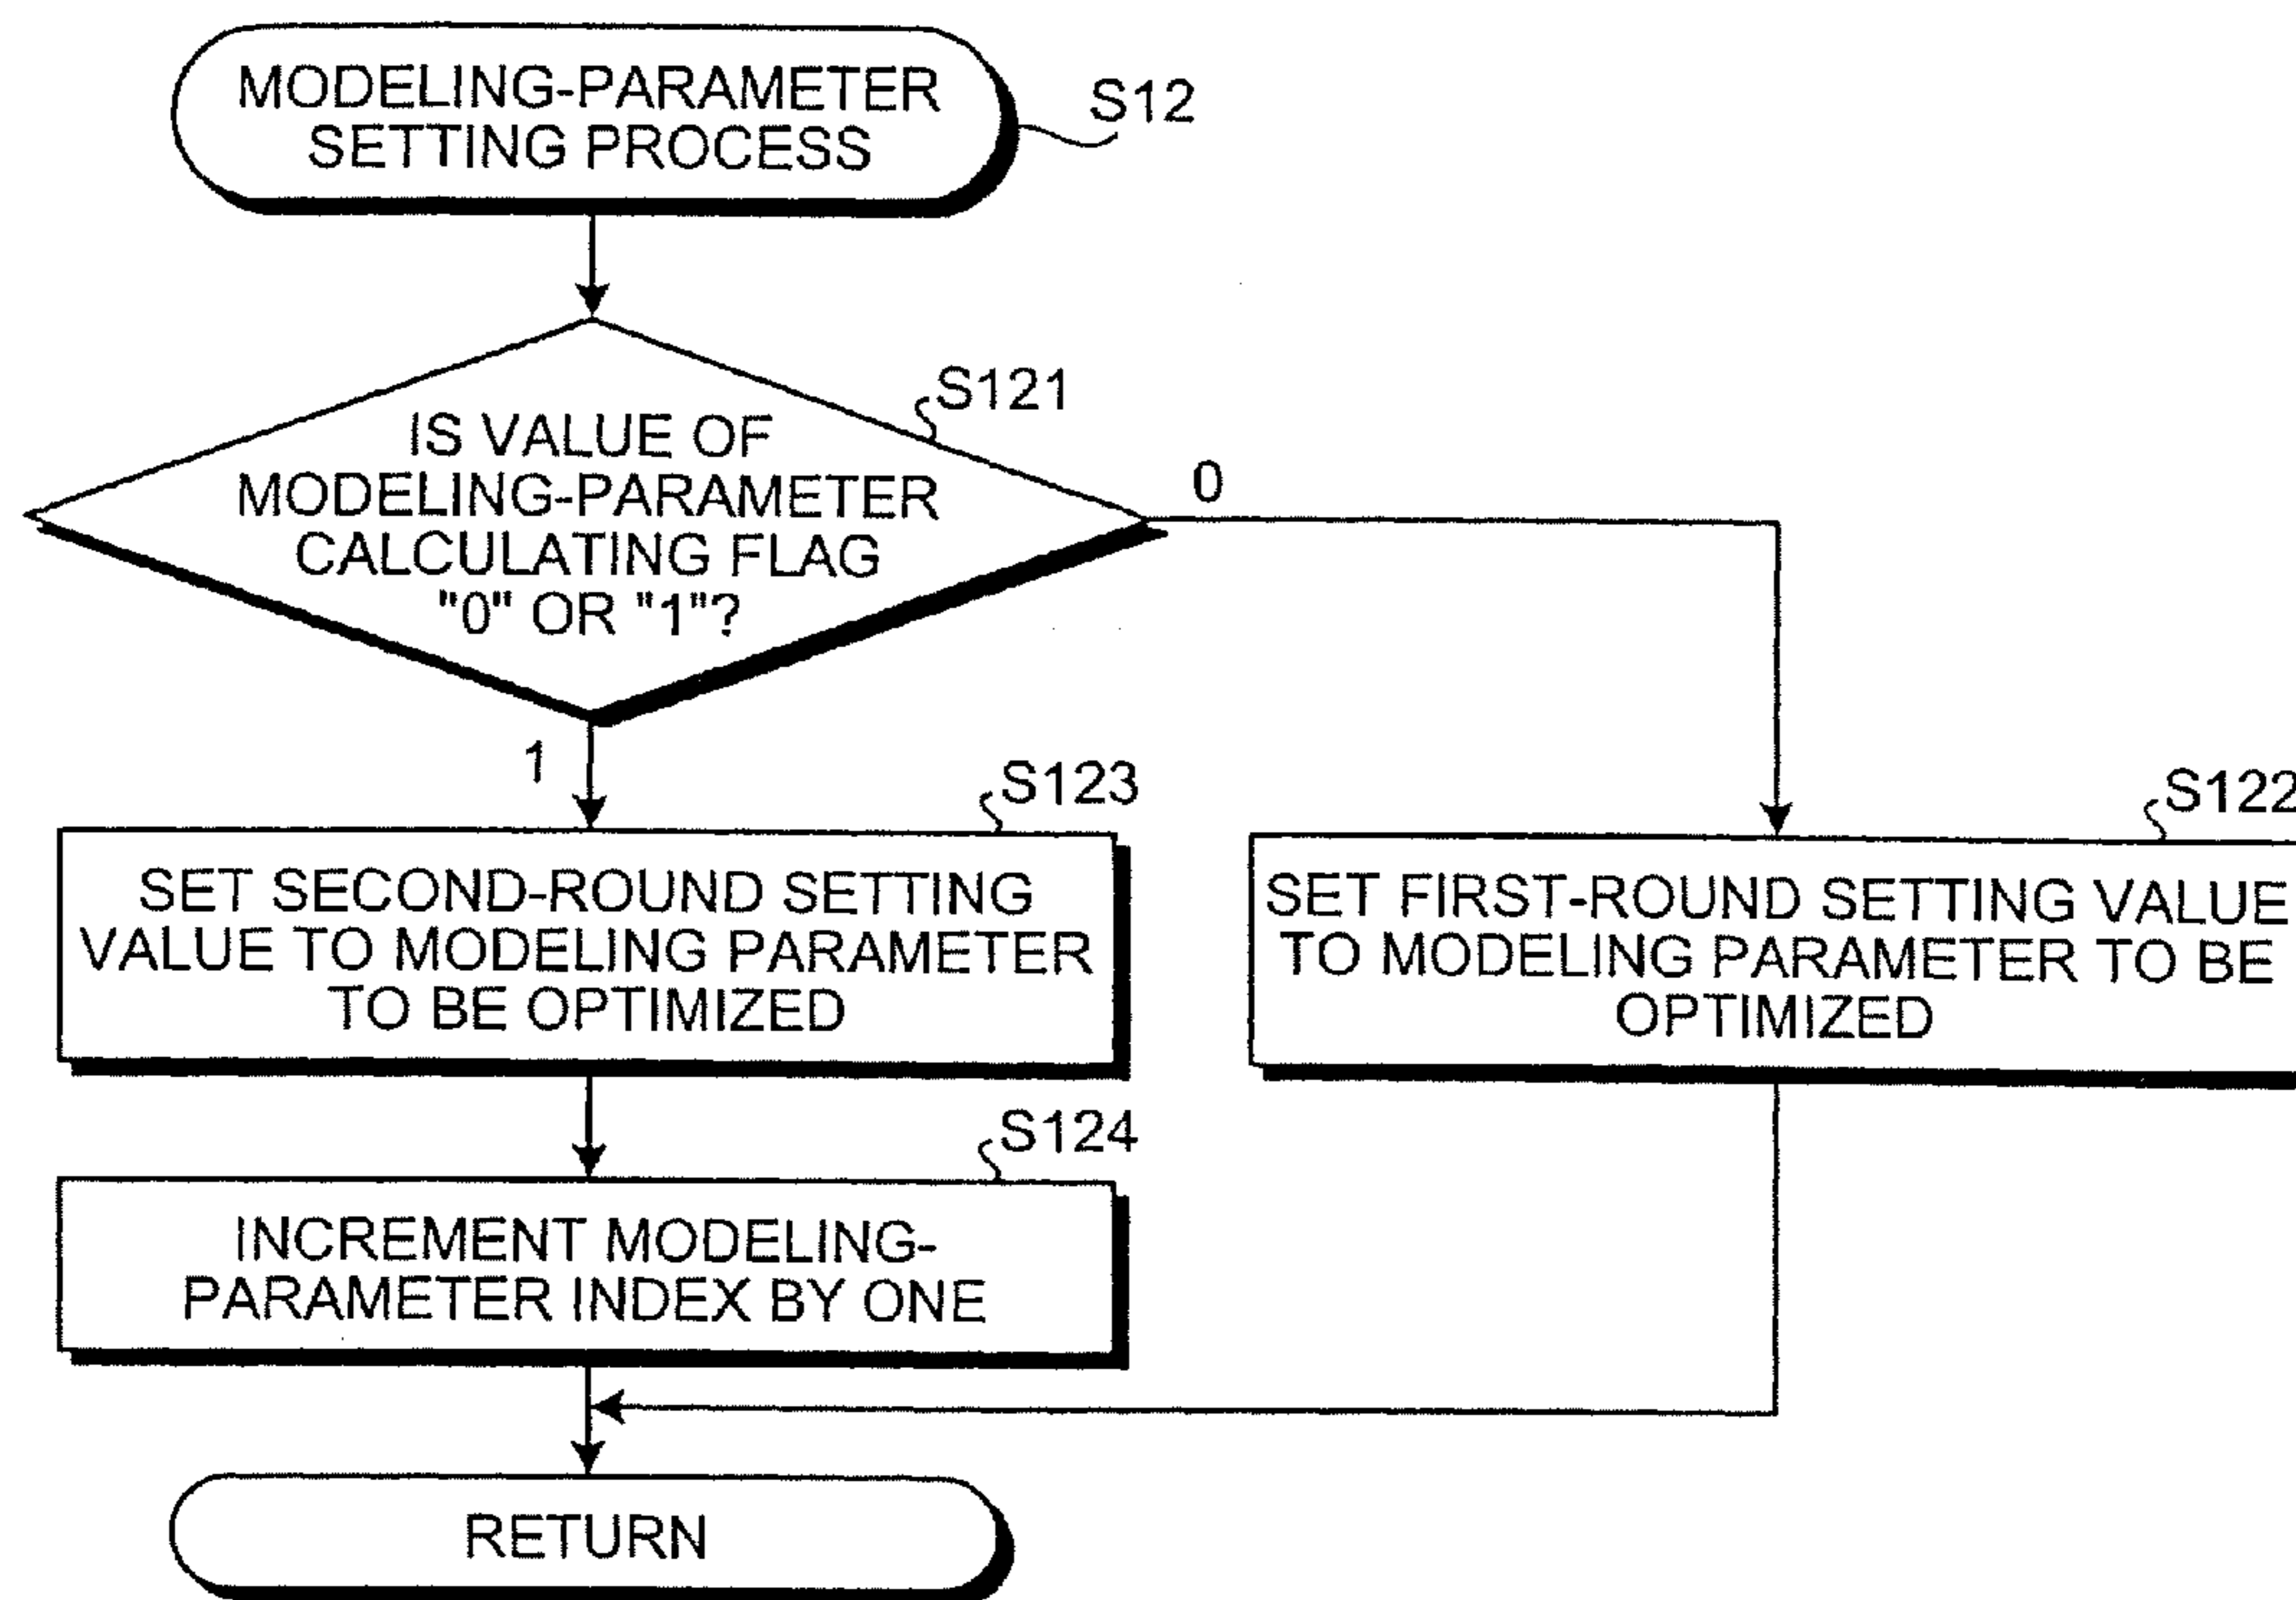 MODELING-PARAMETER
SETTING PROCESS
S12
S121
IS VALUE OF
MODELING-PARAMETER
CALCULATING FLAG
"0" OR "1"?
0
1
S123
SET SECOND-ROUND SETTING
VALUE TO MODELING PARAMETER
TO BE OPTIMIZED
S122
SET FIRST-ROUND SETTING VALUE
TO MODELING PARAMETER TO BE
OPTIMIZED
S124
INCREMENT MODELING-
PARAMETER INDEX BY ONE
RETURN